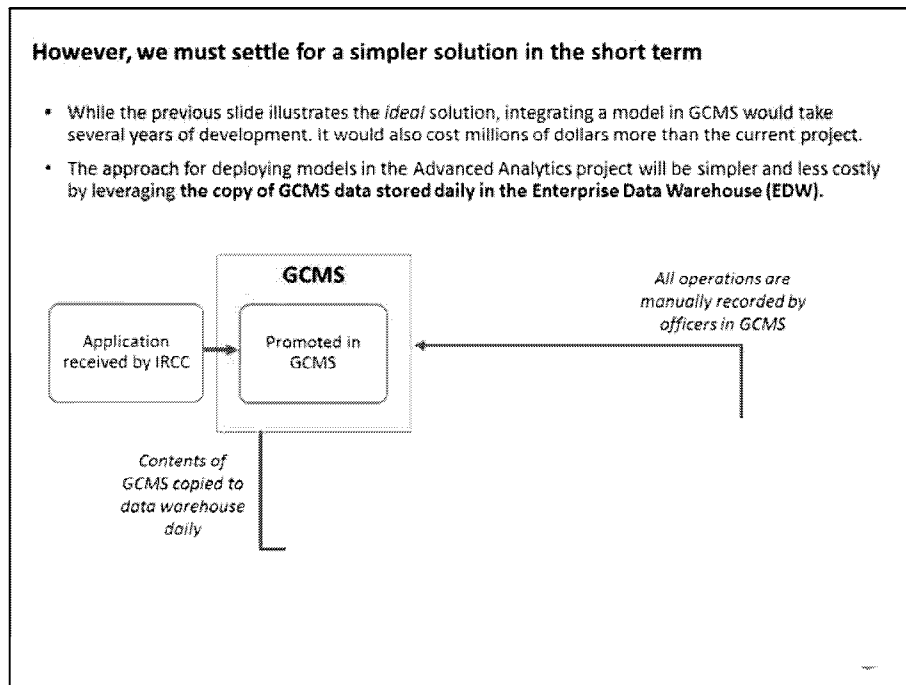 However, we must settle for a simpler solution in the short term
• While the previous slide illustrates the ideal solution, integrating a model in GCMS would take
several years of development. It would also cost millions of dollars more than the current project.
• The approach for deploying models in the Advanced Analytics project will be simpler and less costly
by leveraging the copy of GCMS data stored daily in the Enterprise Data Warehouse (EDW).
GCMS
All operations are
manually recorded by
officers in GCMS
Application
received by IRCC
Promoted in
GCMS
Contents of
GCMS copied to
data warehouse
daily